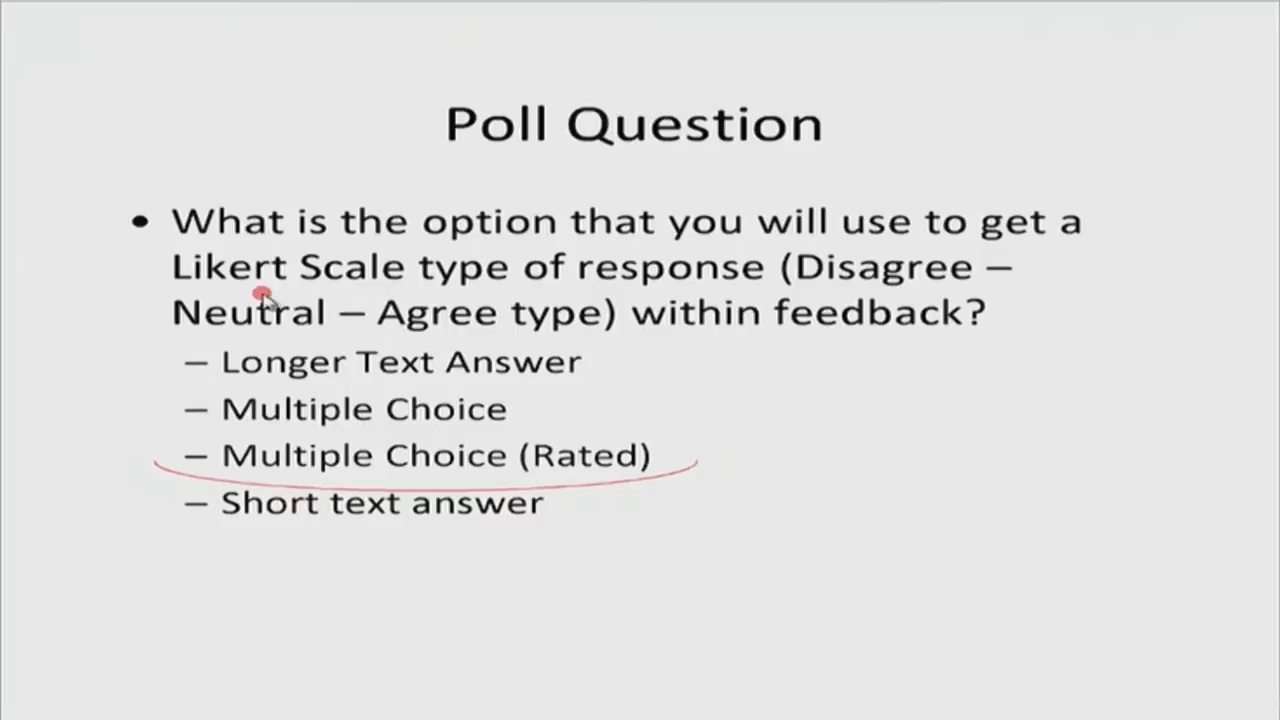 Poll Question
• What is the option that you will use to get a
Likert Scale type of response (Disagree –
Neutral – Agree type) within feedback?
– Longer Text Answer
– Multiple Choice
– Multiple Choice (Rated)
– Short text answer